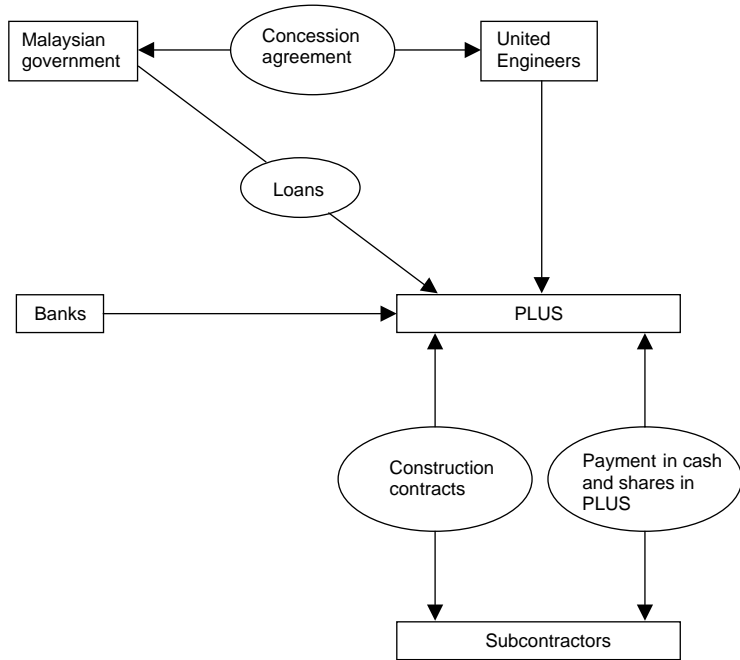 Malaysian
government
Concession
agreement
United
Engineers
Loans
Banks
PLUS
Construction
contracts
Payment in cash
and shares in
PLUS
Subcontractors